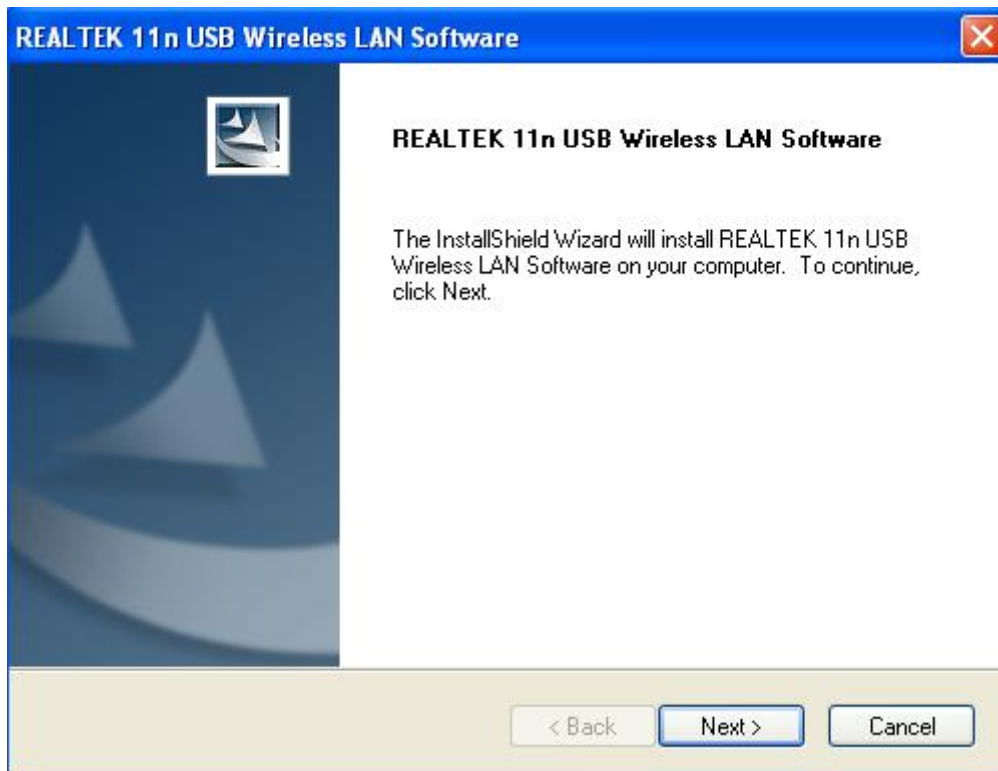 REALTEK 11n USB Wireless LAN Software
REALTEK 11n USB Wireless LAN Software
The InstallShield Wizard will install REALTEK 11n USB
Wireless LAN Software on your computer.  To continue,
click Next.
< Back
Next >
Cancel